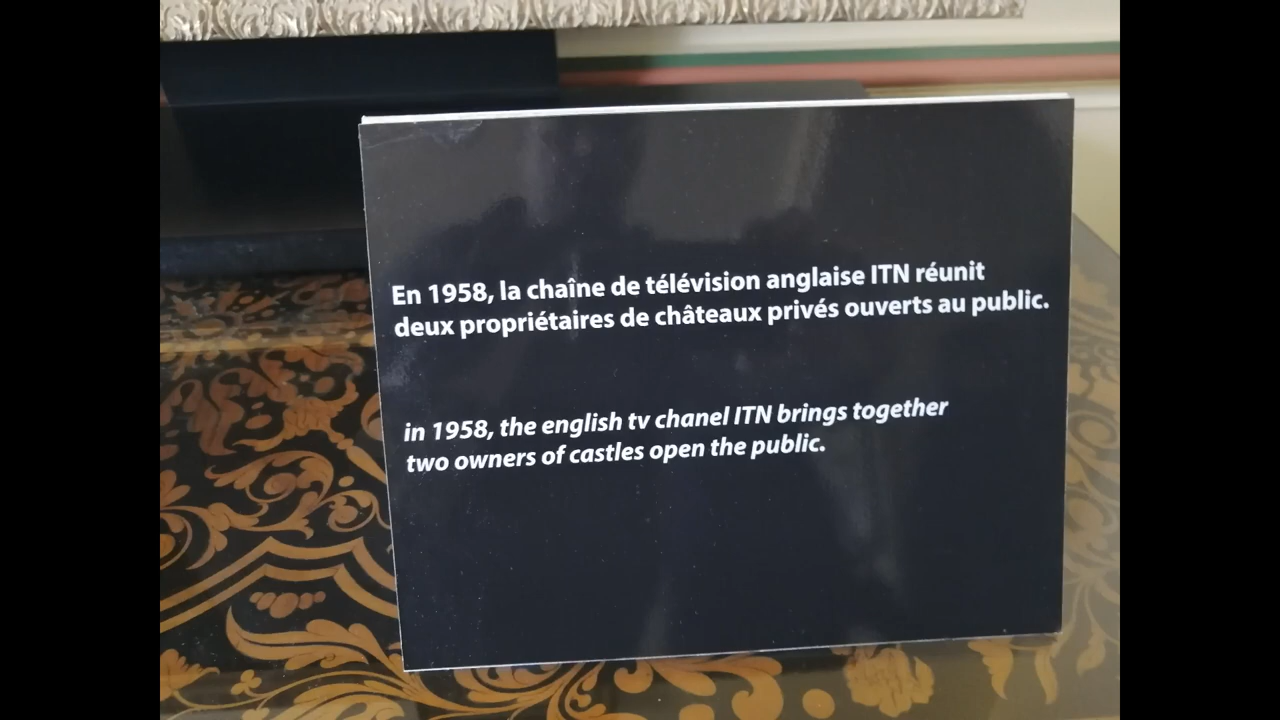 En 1958, la chaîne de télévision anglaise ITN réunit
deux propriétaires de châteaux privés ouverts au public.
in 1958, the english tv chanel ITN brings together
two owners of castles open the public.